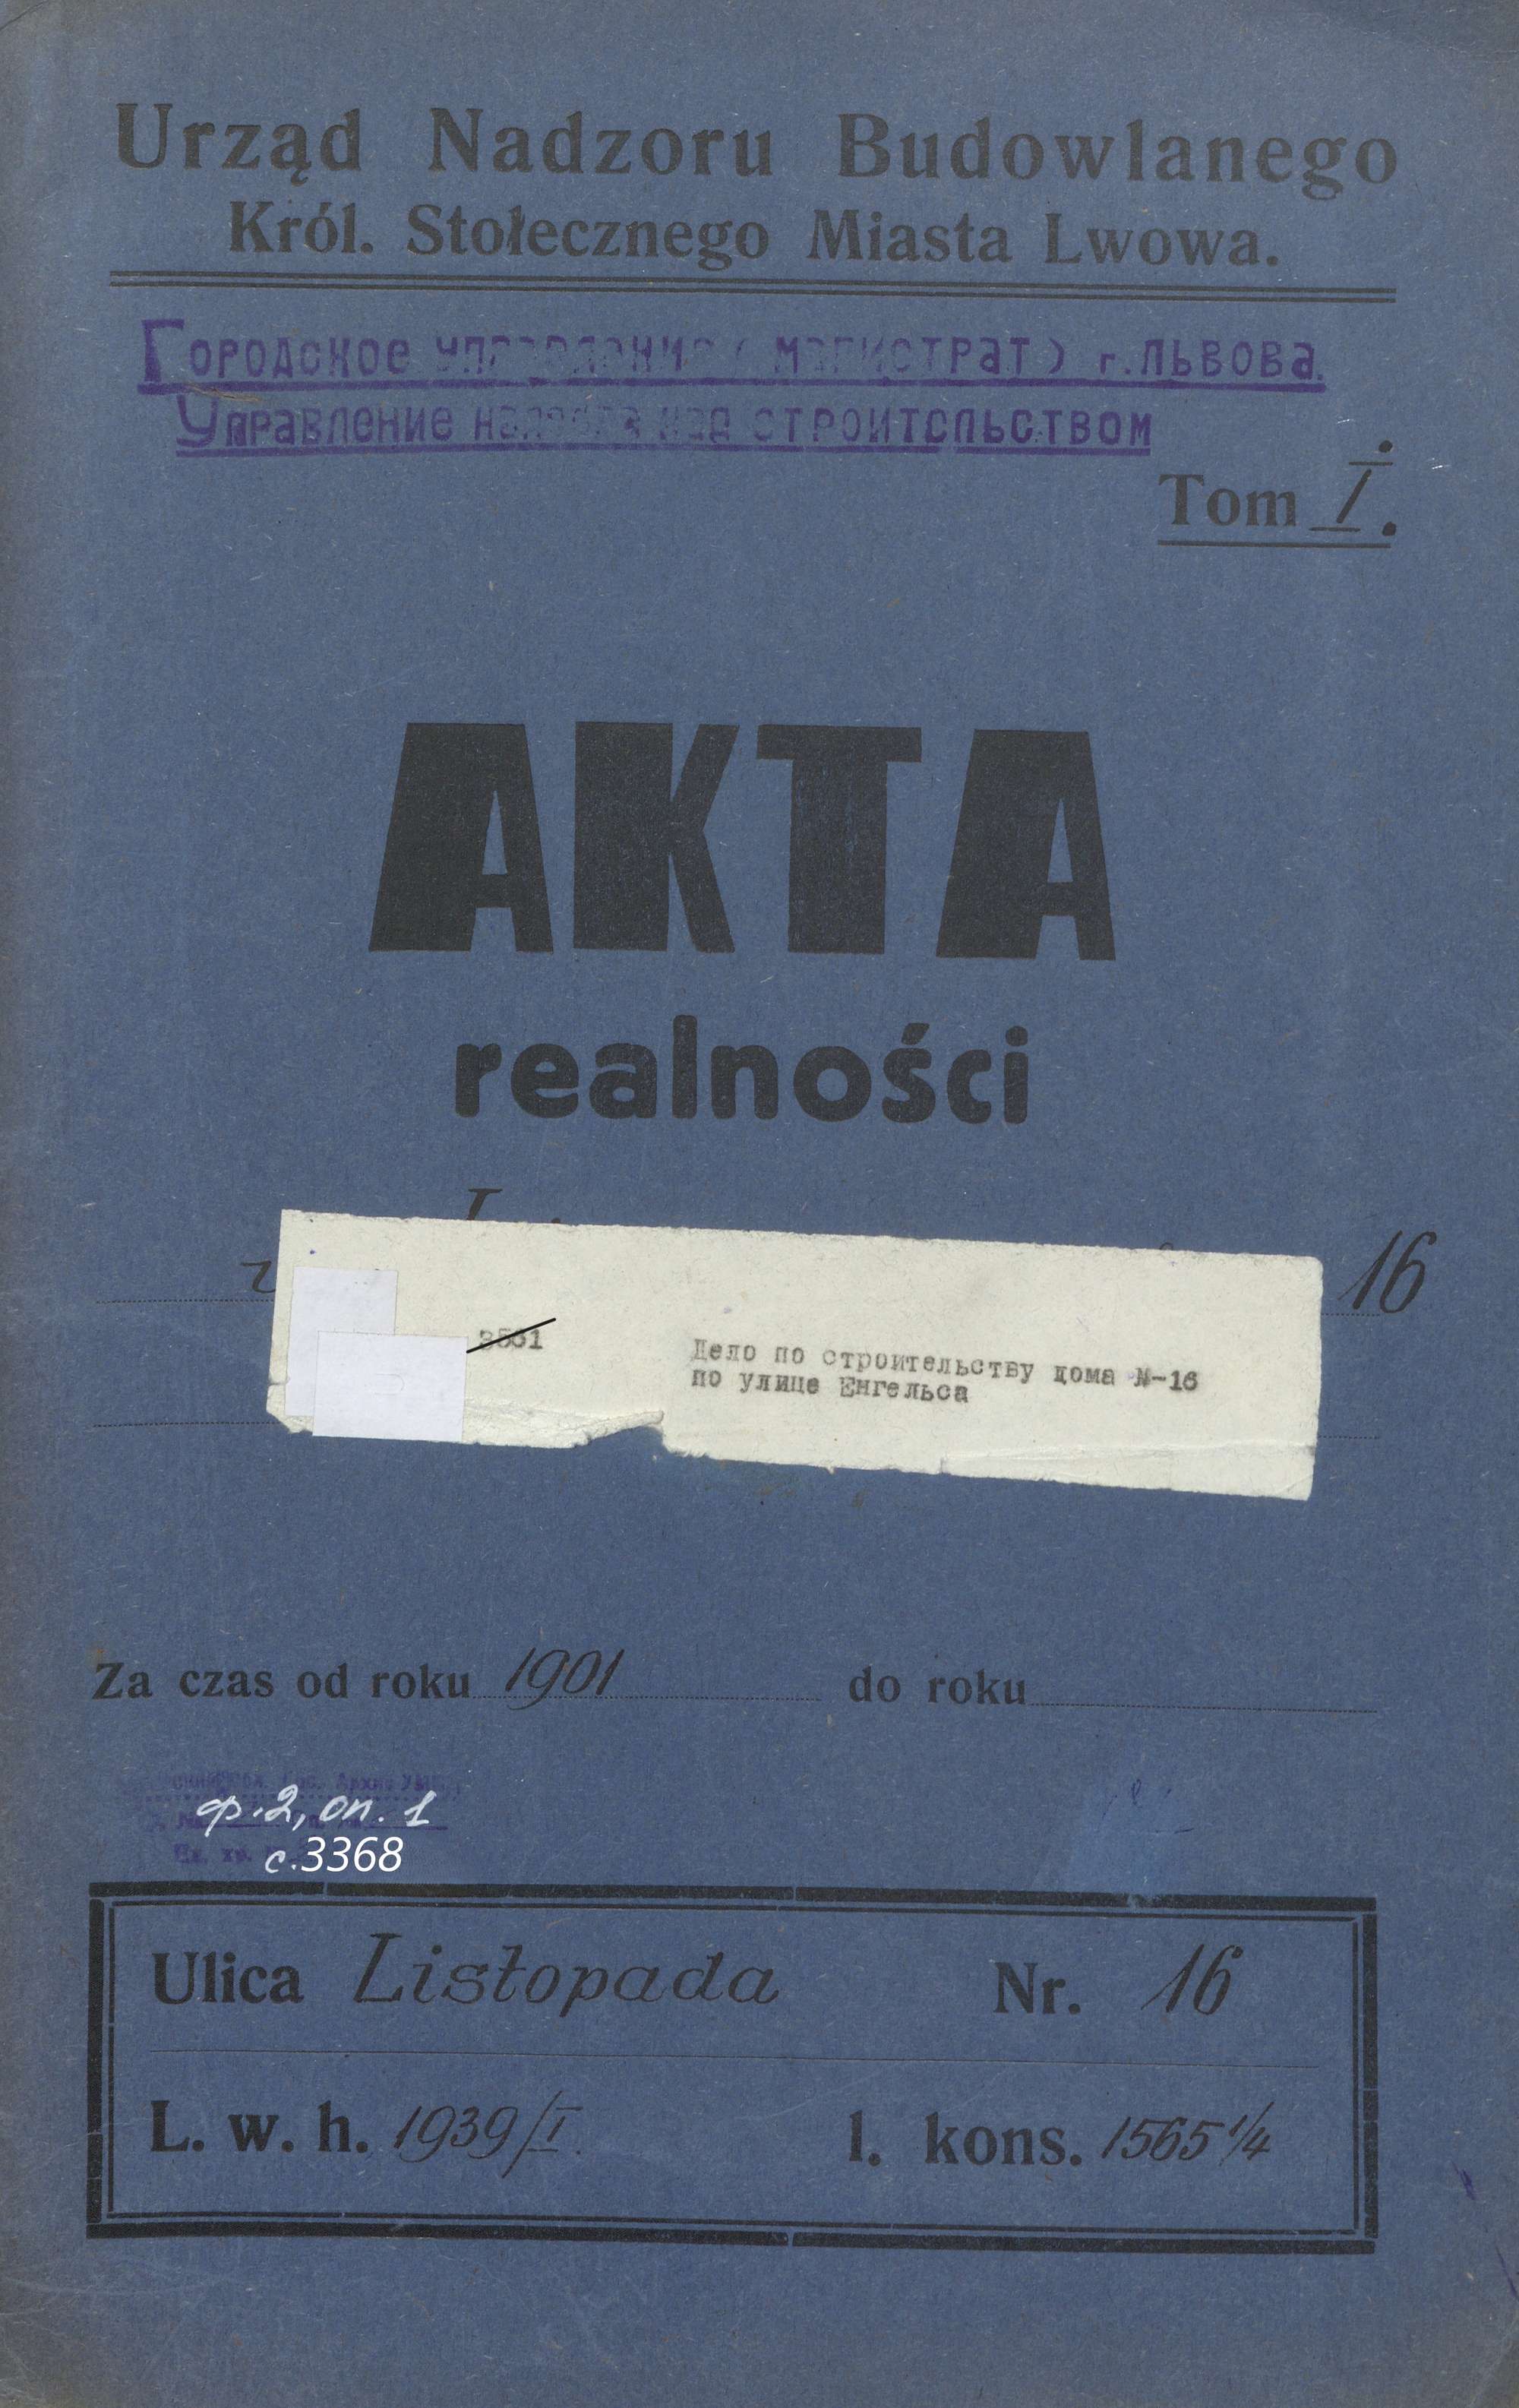 Urząd Nadzoru Budowlanego
Król. Stołecznego Miasta Lwowa.
Городское управление (магистрат) г. Львова.
Управление надзора над строительством
Tom I.
AKTA
realności
16
3561
Дело по строительству дома №-16
по улице Енгельса
Za czas od roku 1901 do roku
ф.2, оп. 1
с.3368
Ulica Listopada Nr. 16
L. w. h. 1939/I. l. kons. 1565 1/4